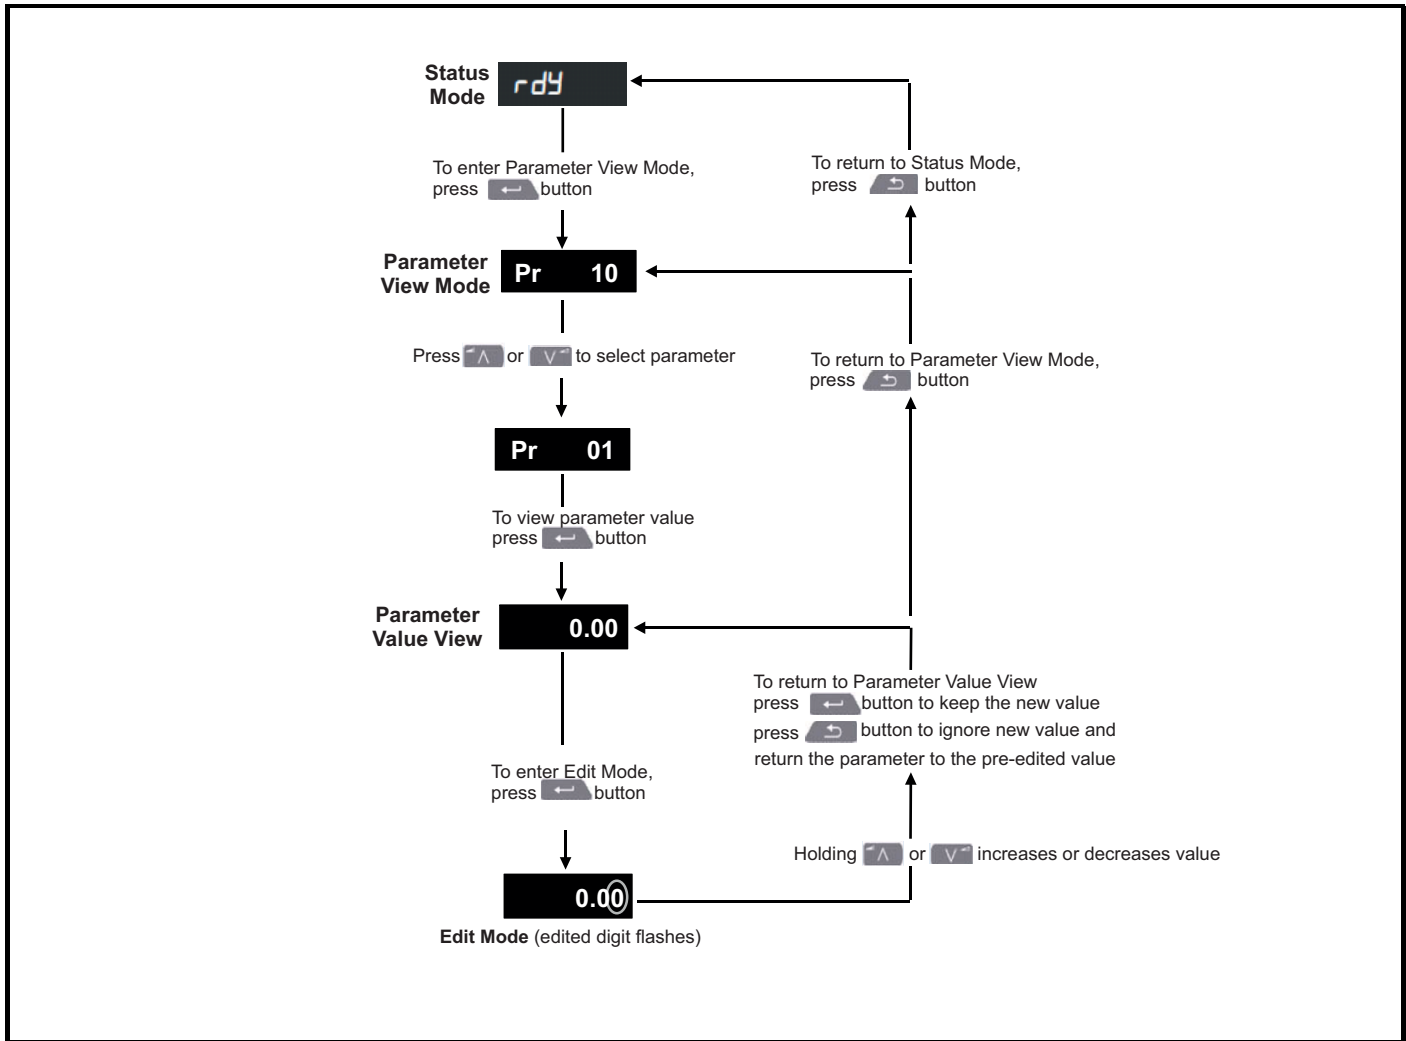 Status
Mode
rdy
To enter Parameter View Mode,
press button
To return to Status Mode,
press button
Parameter
View Mode
Pr 10
Press or to select parameter
To return to Parameter View Mode,
press button
Pr 01
To view parameter value
press button
Parameter
Value View
0.00
To return to Parameter Value View
press button to keep the new value
press button to ignore new value and
return the parameter to the pre-edited value
To enter Edit Mode,
press button
Holding or increases or decreases value
0.00
Edit Mode (edited digit flashes)